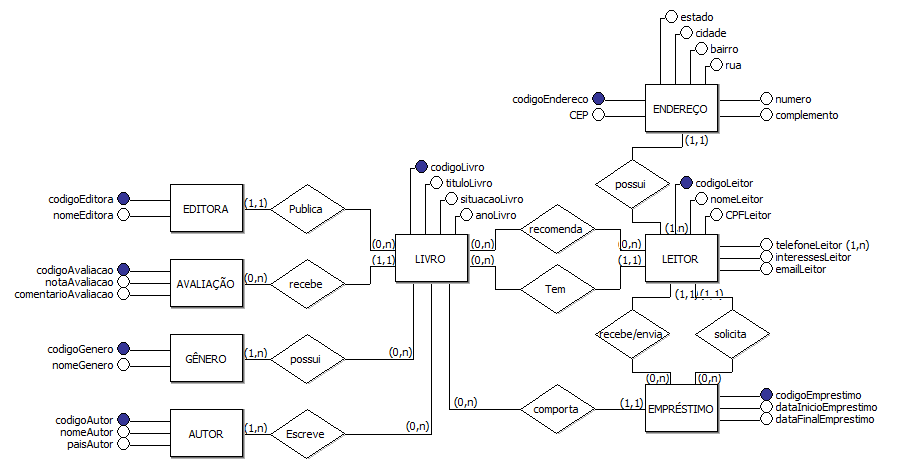 estado
cidade
bairro
rua
codigoEndereco
CEP
ENDEREÇO
numero
complemento
(1,1)
possui
codigoLivro
tituloLivro
situacaoLivro
anoLivro
codigoLeitor
nomeLeitor
CPFLeitor
codigoEditora
nomeEditora
EDITORA
(1,1)
Publica
(0,n)
(1,n)
codigoAvaliacao
notaAvaliacao
comentarioAvaliacao
AVALIAÇÃO
(0,n)
recebe
(1,1)
LIVRO
(0,n)
recomenda
(0,n)
(0,n)
Tem
(1,1)
LEITOR
telefoneLeitor (1,n)
interessesLeitor
emailLeitor
(1,1)
(1,1)
codigoGenero
nomeGenero
GÊNERO
(1,n)
possui
(0,n)
recebe/envia
solicita
(0,n)
(0,n)
codigoAutor
nomeAutor
paisAutor
AUTOR
(1,n)
Escreve
(0,n)
(0,n)
comporta
(1,1)
EMPRÉSTIMO
codigoEmprestimo
dataInicioEmprestimo
dataFinalEmprestimo